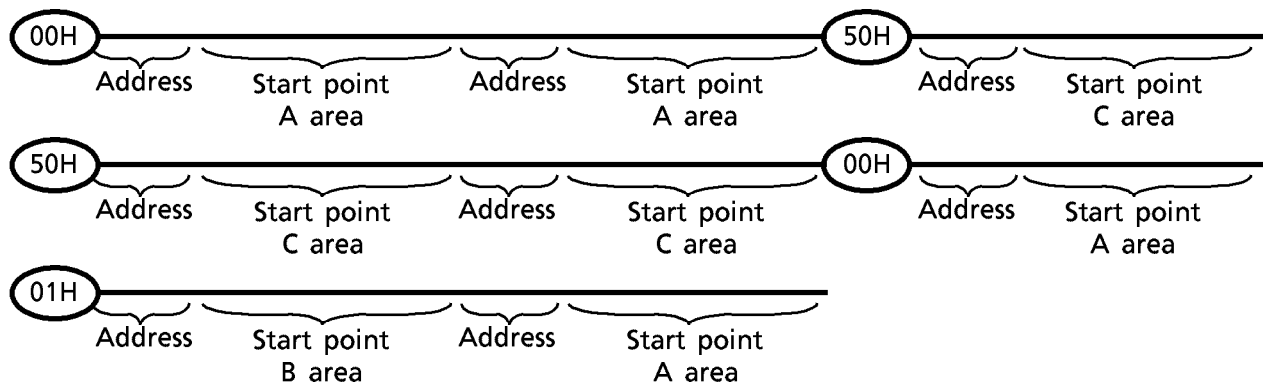 00H 50H
Address Start point Address Start point Address Start point
A area A area C area
50H 00H
Address Start point Address Start point Address Start point
C area C area A area
01H
Address Start point Address Start point
B area A area